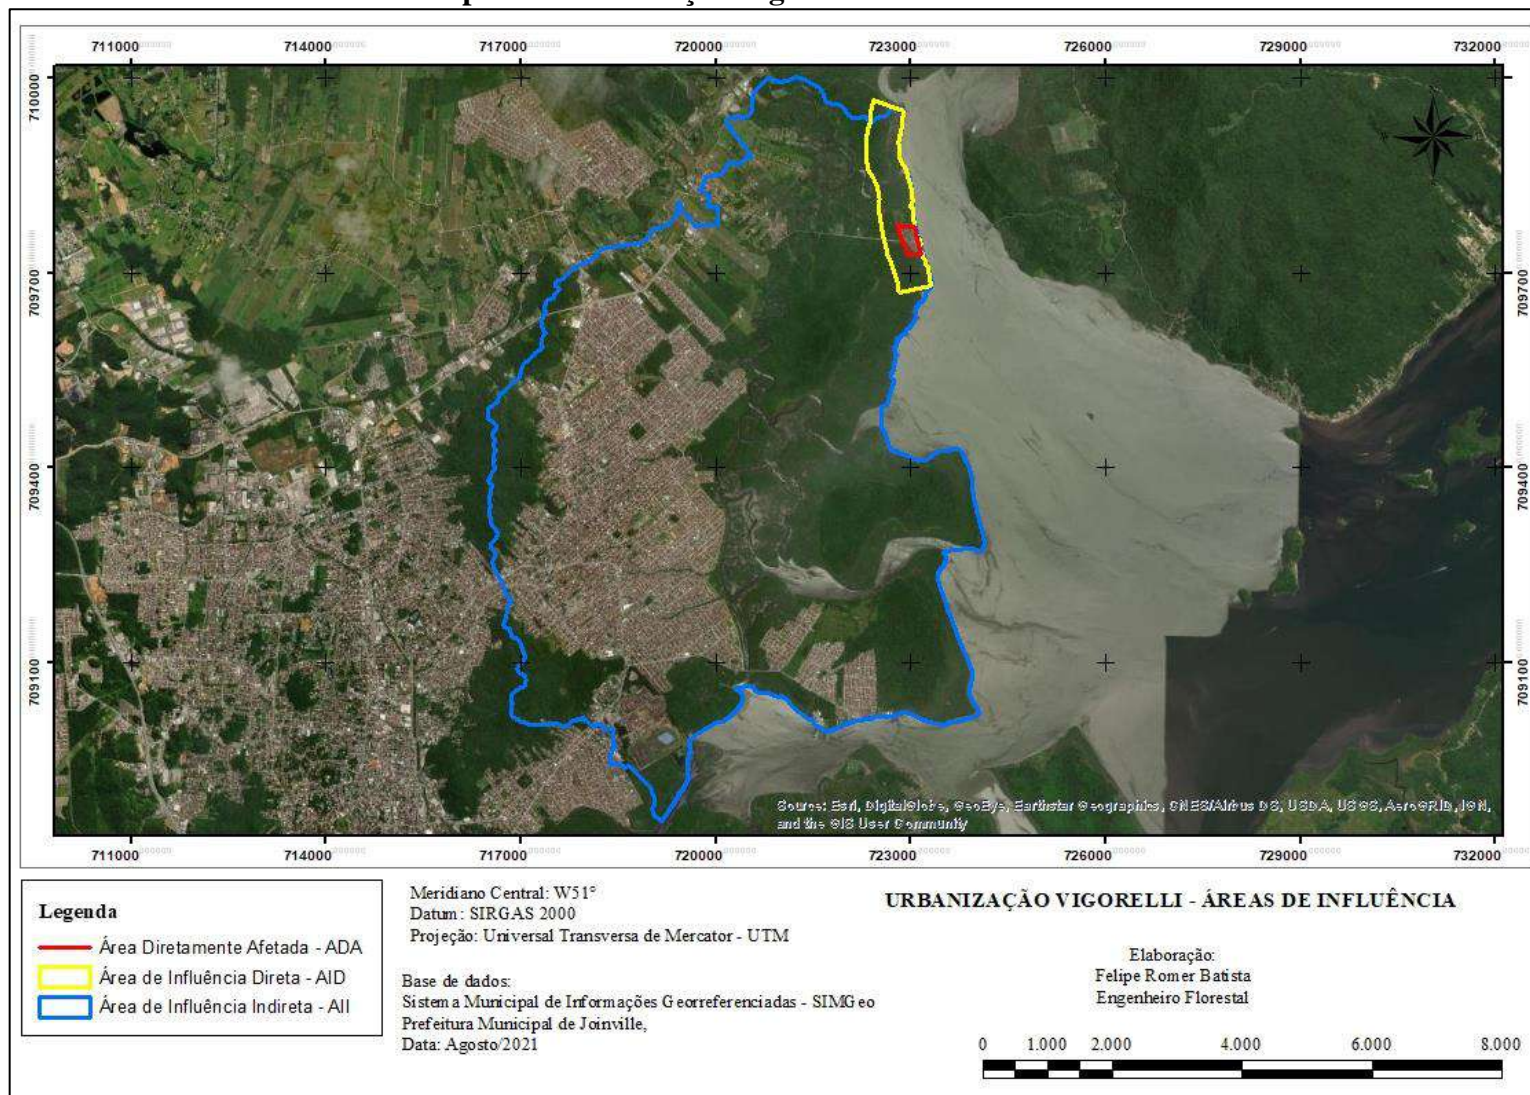 711000 714000 717000 720000 723000 726000 729000 732000
710000
710000
709700
709700
709400
709400
709100
709100
Source: Esri, DigitalGlobe, GeoEye, Earthstar Geographics, CNES/Airbus DS, USDA, USGS, AeroGRID, IGN,
and the GIS User Community
711000 714000 717000 720000 723000 726000 729000 732000
Legenda
Área Diretamente Afetada - ADA
Área de Influência Direta - AID
Área de Influência Indireta - AII
Meridiano Central: W51°
Datum: SIRGAS 2000
Projeção: Universal Transversa de Mercator - UTM
Base de dados:
Sistema Municipal de Informações Georreferenciadas - SIMGeo
Prefeitura Municipal de Joinville,
Data: Agosto/2021
URBANIZAÇÃO VIGORELLI - ÁREAS DE INFLUÊNCIA
Elaboração:
Felipe Romer Batista
Engenheiro Florestal
0 1.000 2.000 4.000 6.000 8.000